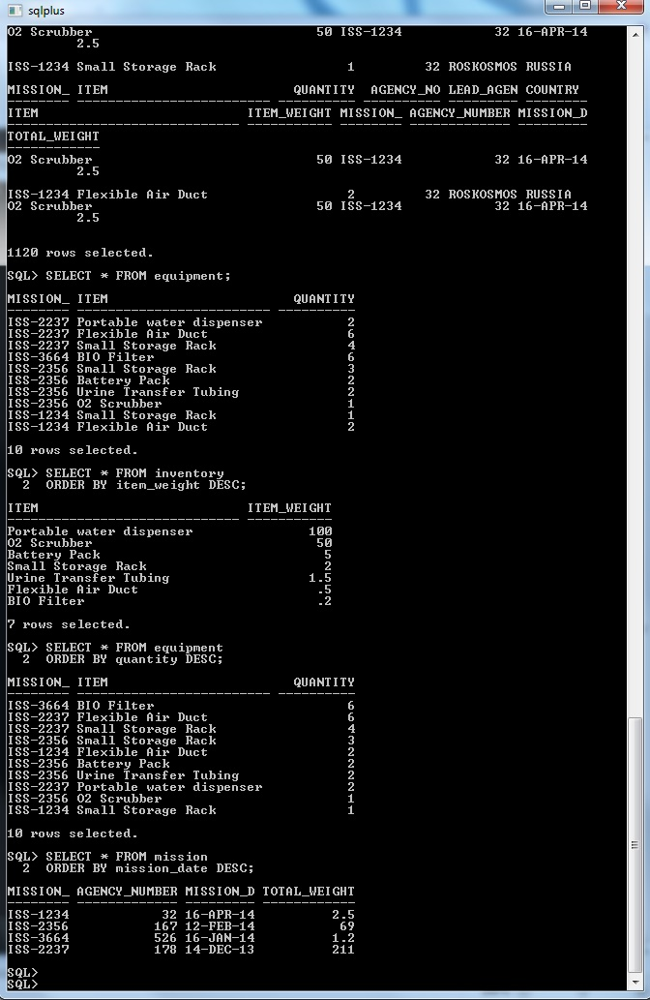 sqlplus
O2 Scrubber 50 ISS-1234 32 16-APR-14
2.5
ISS-1234 Small Storage Rack 1 32 ROSKOSMOS RUSSIA
MISSION_ ITEM QUANTITY AGENCY_NO LEAD_AGEN COUNTRY
ITEM ITEM_WEIGHT MISSION_ AGENCY_NUMBER MISSION_D
TOTAL_WEIGHT
O2 Scrubber 50 ISS-1234 32 16-APR-14
2.5
ISS-1234 Flexible Air Duct 2 32 ROSKOSMOS RUSSIA
O2 Scrubber 50 ISS-1234 32 16-APR-14
2.5
1120 rows selected.
SQL> SELECT * FROM equipment;
MISSION_ ITEM QUANTITY
ISS-2237 Portable water dispenser 2
ISS-2237 Flexible Air Duct 6
ISS-2237 Small Storage Rack 4
ISS-3664 BIO Filter 6
ISS-2356 Small Storage Rack 3
ISS-2356 Battery Pack 2
ISS-2356 Urine Transfer Tubing 2
ISS-2356 O2 Scrubber 1
ISS-1234 Small Storage Rack 1
ISS-1234 Flexible Air Duct 2
10 rows selected.
SQL> SELECT * FROM inventory
2 ORDER BY item_weight DESC;
ITEM ITEM_WEIGHT
Portable water dispenser 100
O2 Scrubber 50
Battery Pack 5
Small Storage Rack 2
Urine Transfer Tubing 1.5
Flexible Air Duct .5
BIO Filter .2
7 rows selected.
SQL> SELECT * FROM equipment
2 ORDER BY quantity DESC;
MISSION_ ITEM QUANTITY
ISS-3664 BIO Filter 6
ISS-2237 Flexible Air Duct 6
ISS-2237 Small Storage Rack 4
ISS-2356 Small Storage Rack 3
ISS-1234 Flexible Air Duct 2
ISS-2356 Battery Pack 2
ISS-2356 Urine Transfer Tubing 2
ISS-2237 Portable water dispenser 2
ISS-2356 O2 Scrubber 1
ISS-1234 Small Storage Rack 1
10 rows selected.
SQL> SELECT * FROM mission
2 ORDER BY mission_date DESC;
MISSION_ AGENCY_NUMBER MISSION_D TOTAL_WEIGHT
ISS-1234 32 16-APR-14 2.5
ISS-2356 167 12-FEB-14 69
ISS-3664 526 16-JAN-14 1.2
ISS-2237 178 14-DEC-13 211
SQL>
SQL>